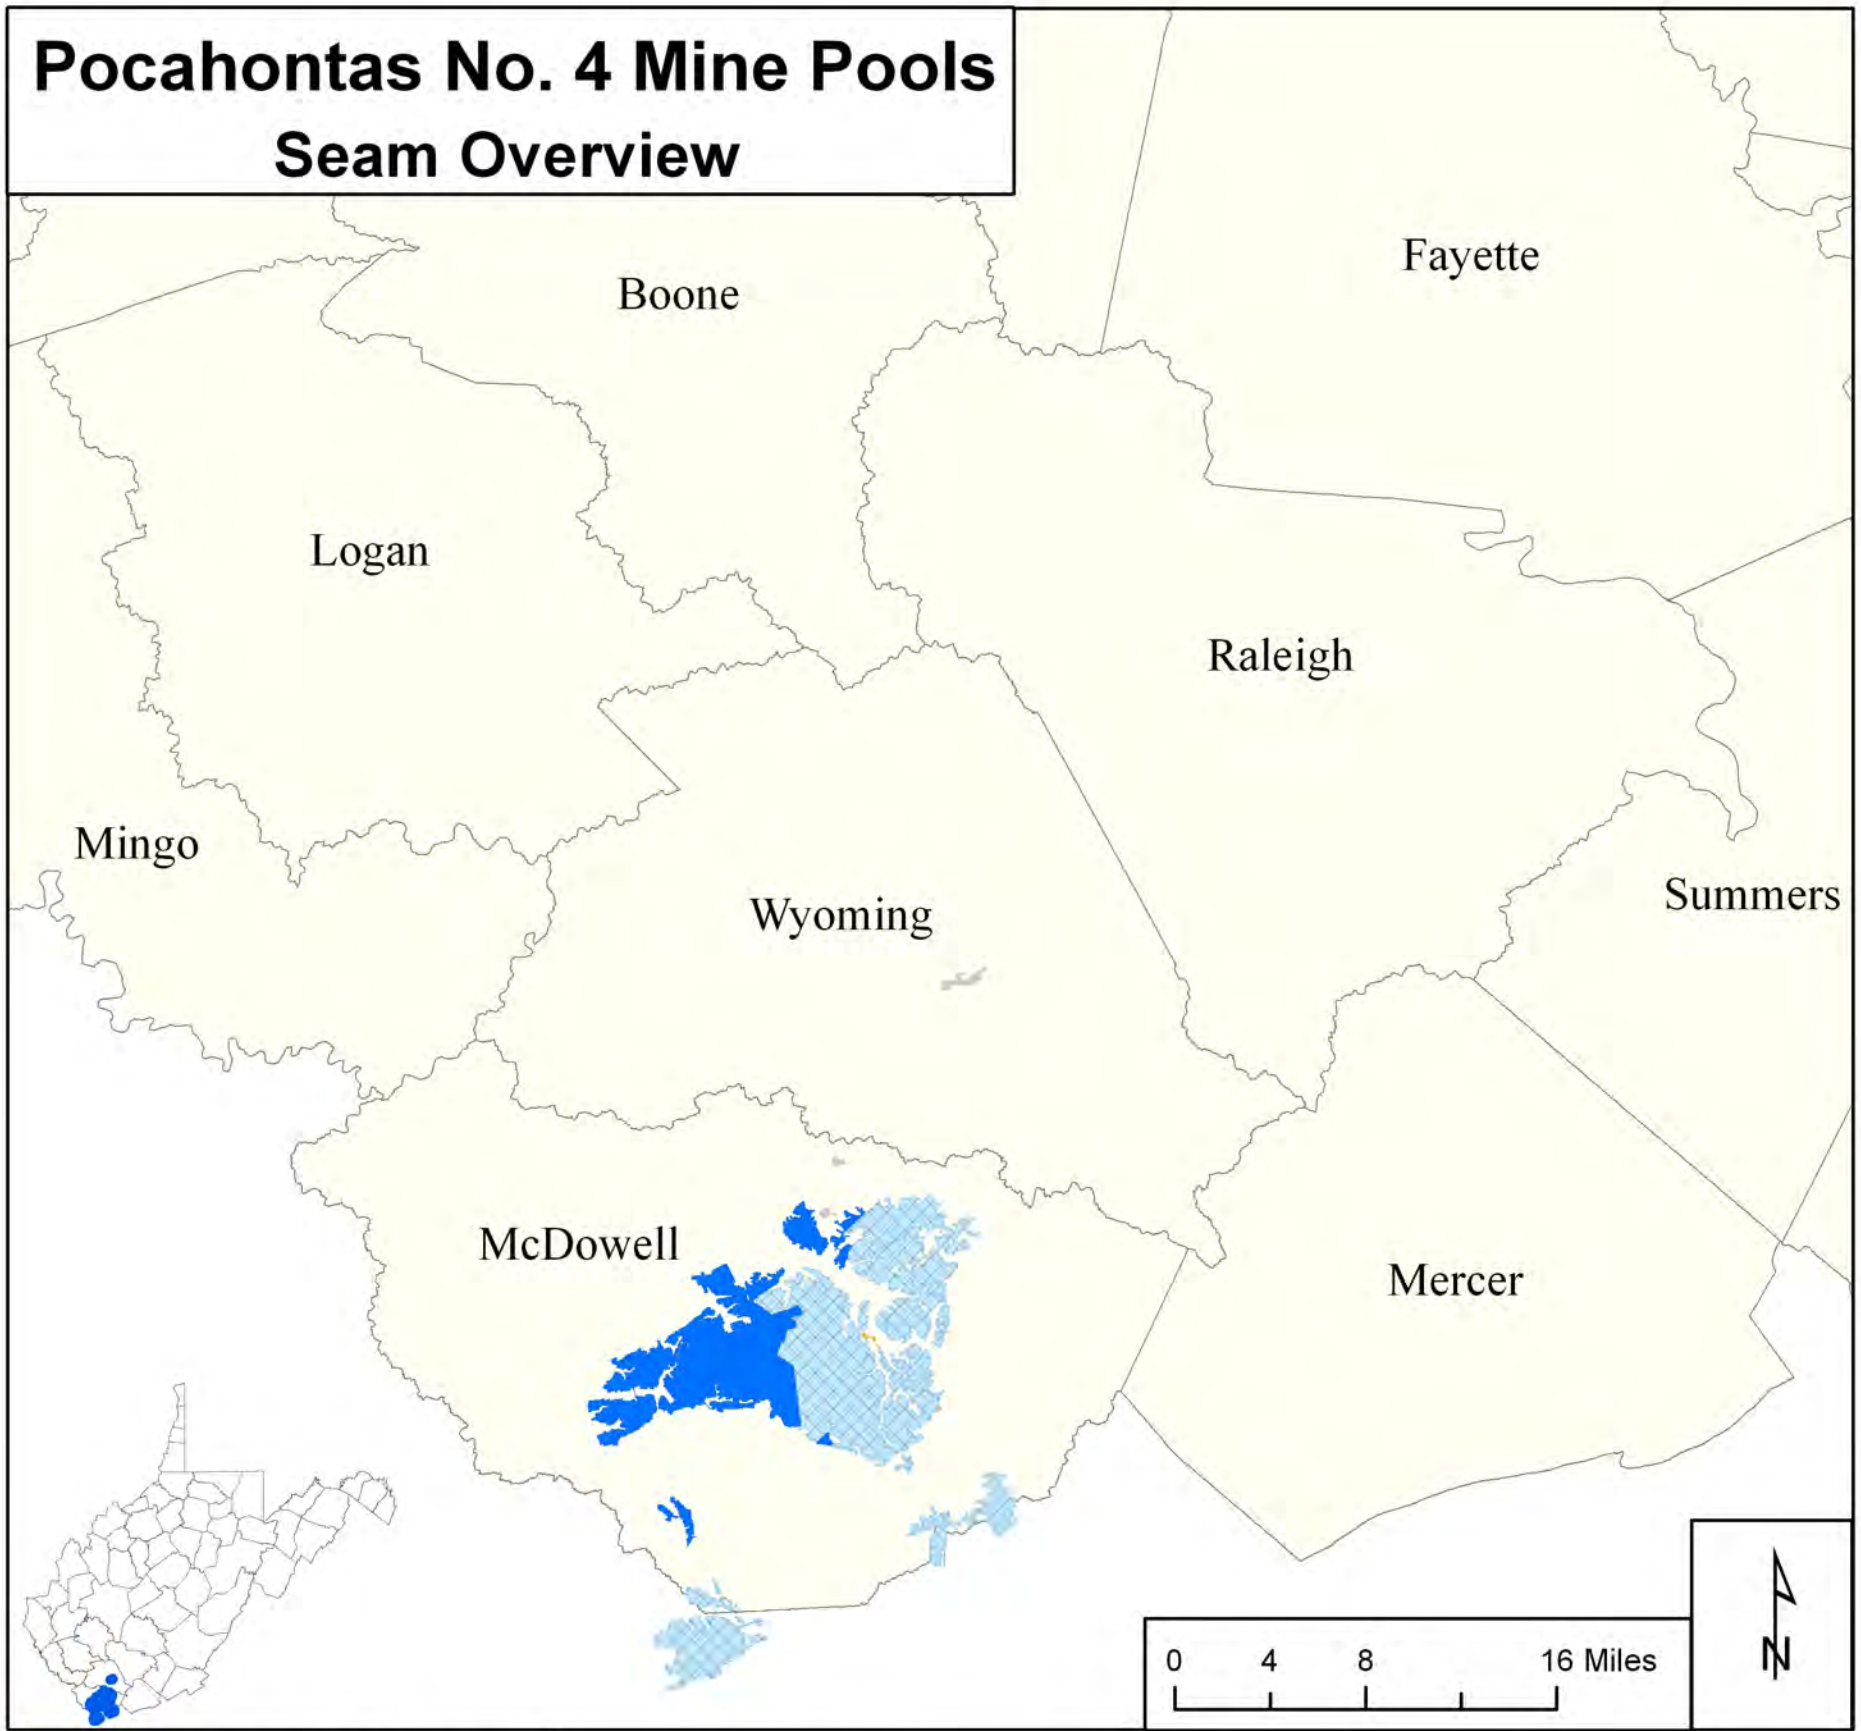 Pocahontas No. 4 Mine Pools
Seam Overview
Fayette
Boone
Logan
Raleigh
Mingo
Summers
Wyoming
McDowell
Mercer
0 4 8 16 Miles
N